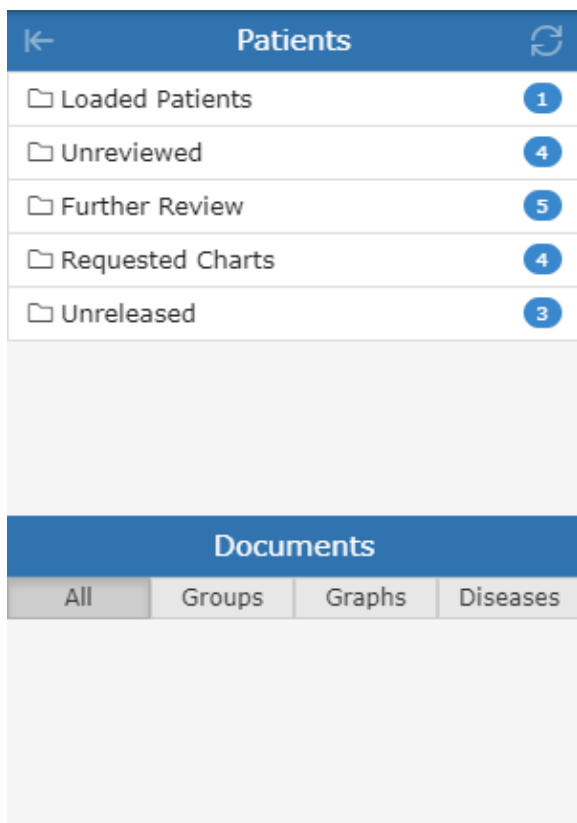 Patients
Loaded Patients 1
Unreviewed 4
Further Review 5
Requested Charts 4
Unreleased 3
Documents
All Groups Graphs Diseases